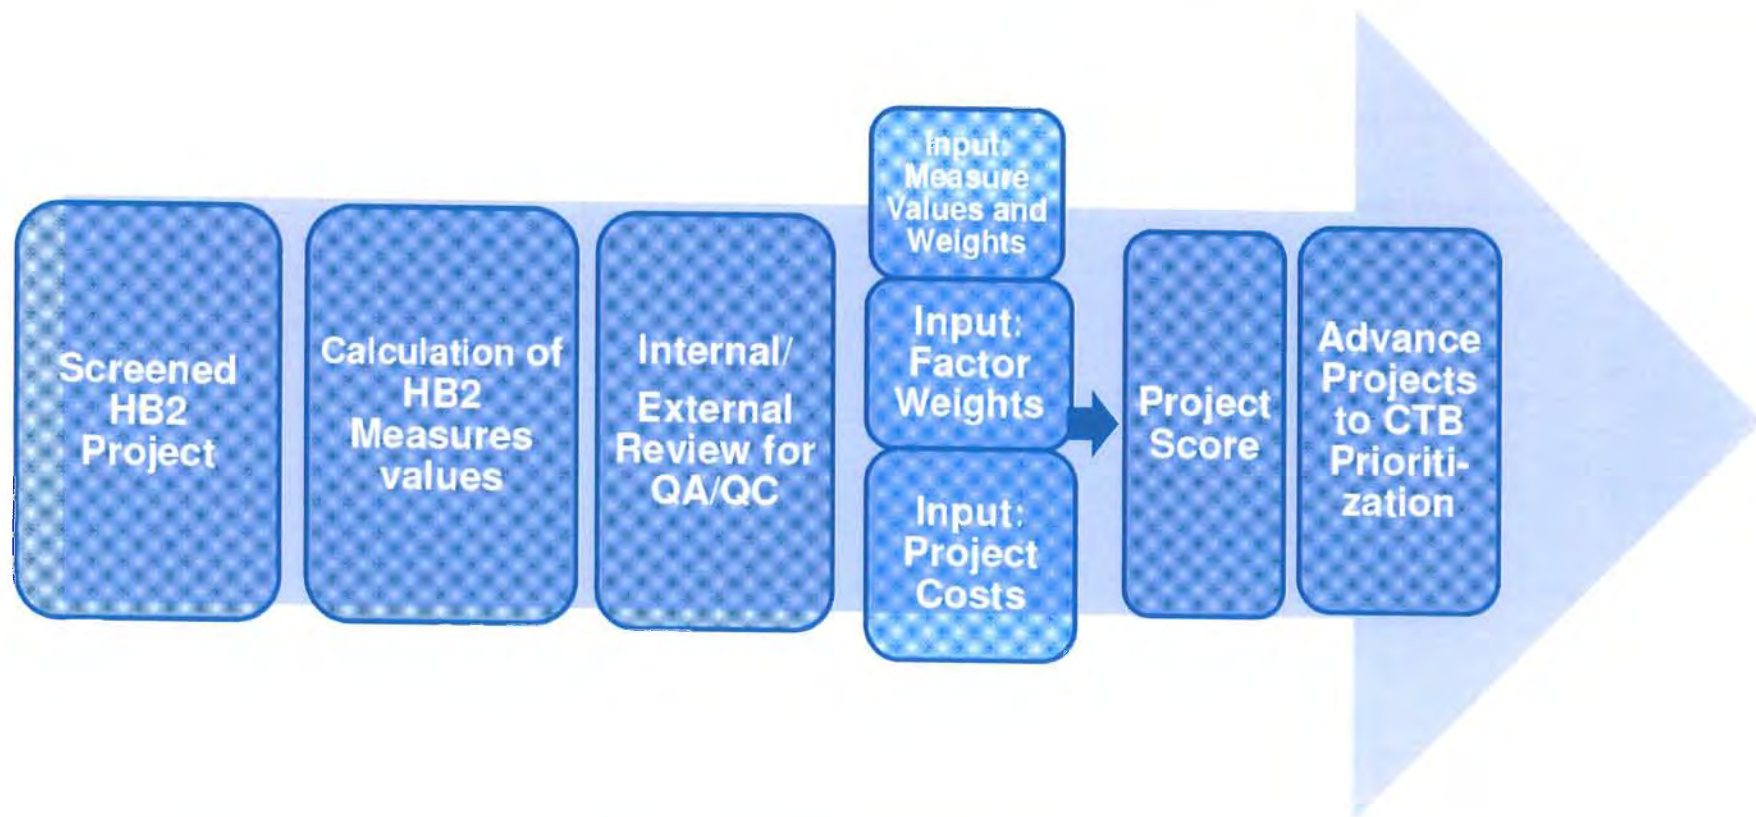 Screened
HB2
Project
Calculation of
HB2
Measures
values
Internal/
External
Review for
QA/QC
Input:
Measure
Values and
Weights
Input:
Factor
Weights
Input:
Project
Costs
Project
Score
Advance
Projects
to CTB
Prioriti-
zation